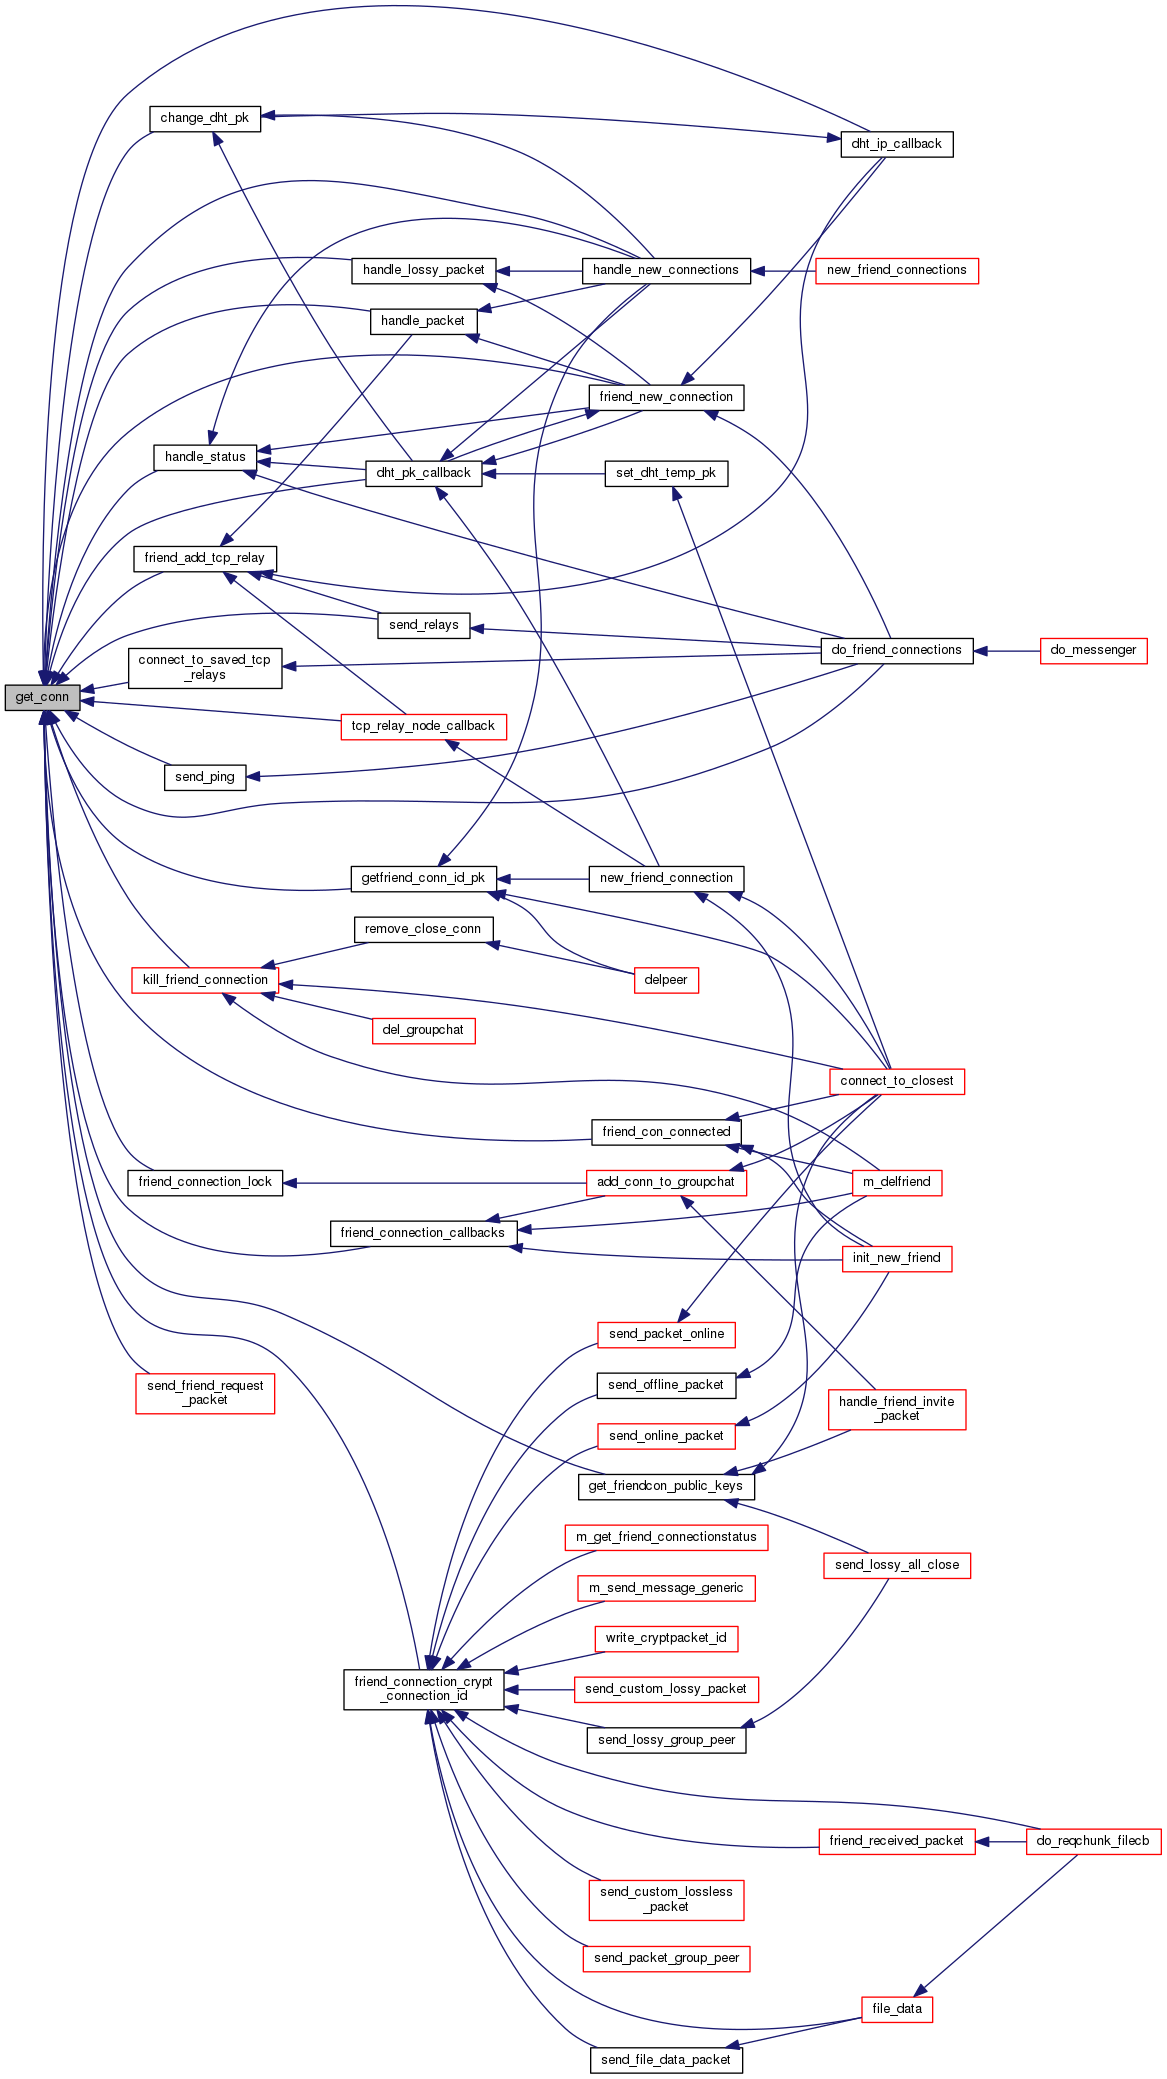 change_dht_pk
dht_ip_callback
handle_lossy_packet
handle_new_connections
new_friend_connections
handle_packet
friend_new_connection
handle_status
dht_pk_callback
set_dht_temp_pk
friend_add_tcp_relay
send_relays
connect_to_saved_tcp
_relays
do_friend_connections
do_messenger
get_conn
tcp_relay_node_callback
send_ping
getfriend_conn_id_pk
new_friend_connection
remove_close_conn
kill_friend_connection
delpeer
del_groupchat
connect_to_closest
friend_con_connected
friend_connection_lock
add_conn_to_groupchat
m_delfriend
friend_connection_callbacks
init_new_friend
send_packet_online
send_friend_request
_packet
send_offline_packet
handle_friend_invite
_packet
send_online_packet
get_friendcon_public_keys
m_get_friend_connectionstatus
send_lossy_all_close
m_send_message_generic
write_cryptpacket_id
friend_connection_crypt
_connection_id
send_custom_lossy_packet
send_lossy_group_peer
friend_received_packet
do_reqchunk_filecb
send_custom_lossless
_packet
send_packet_group_peer
file_data
send_file_data_packet